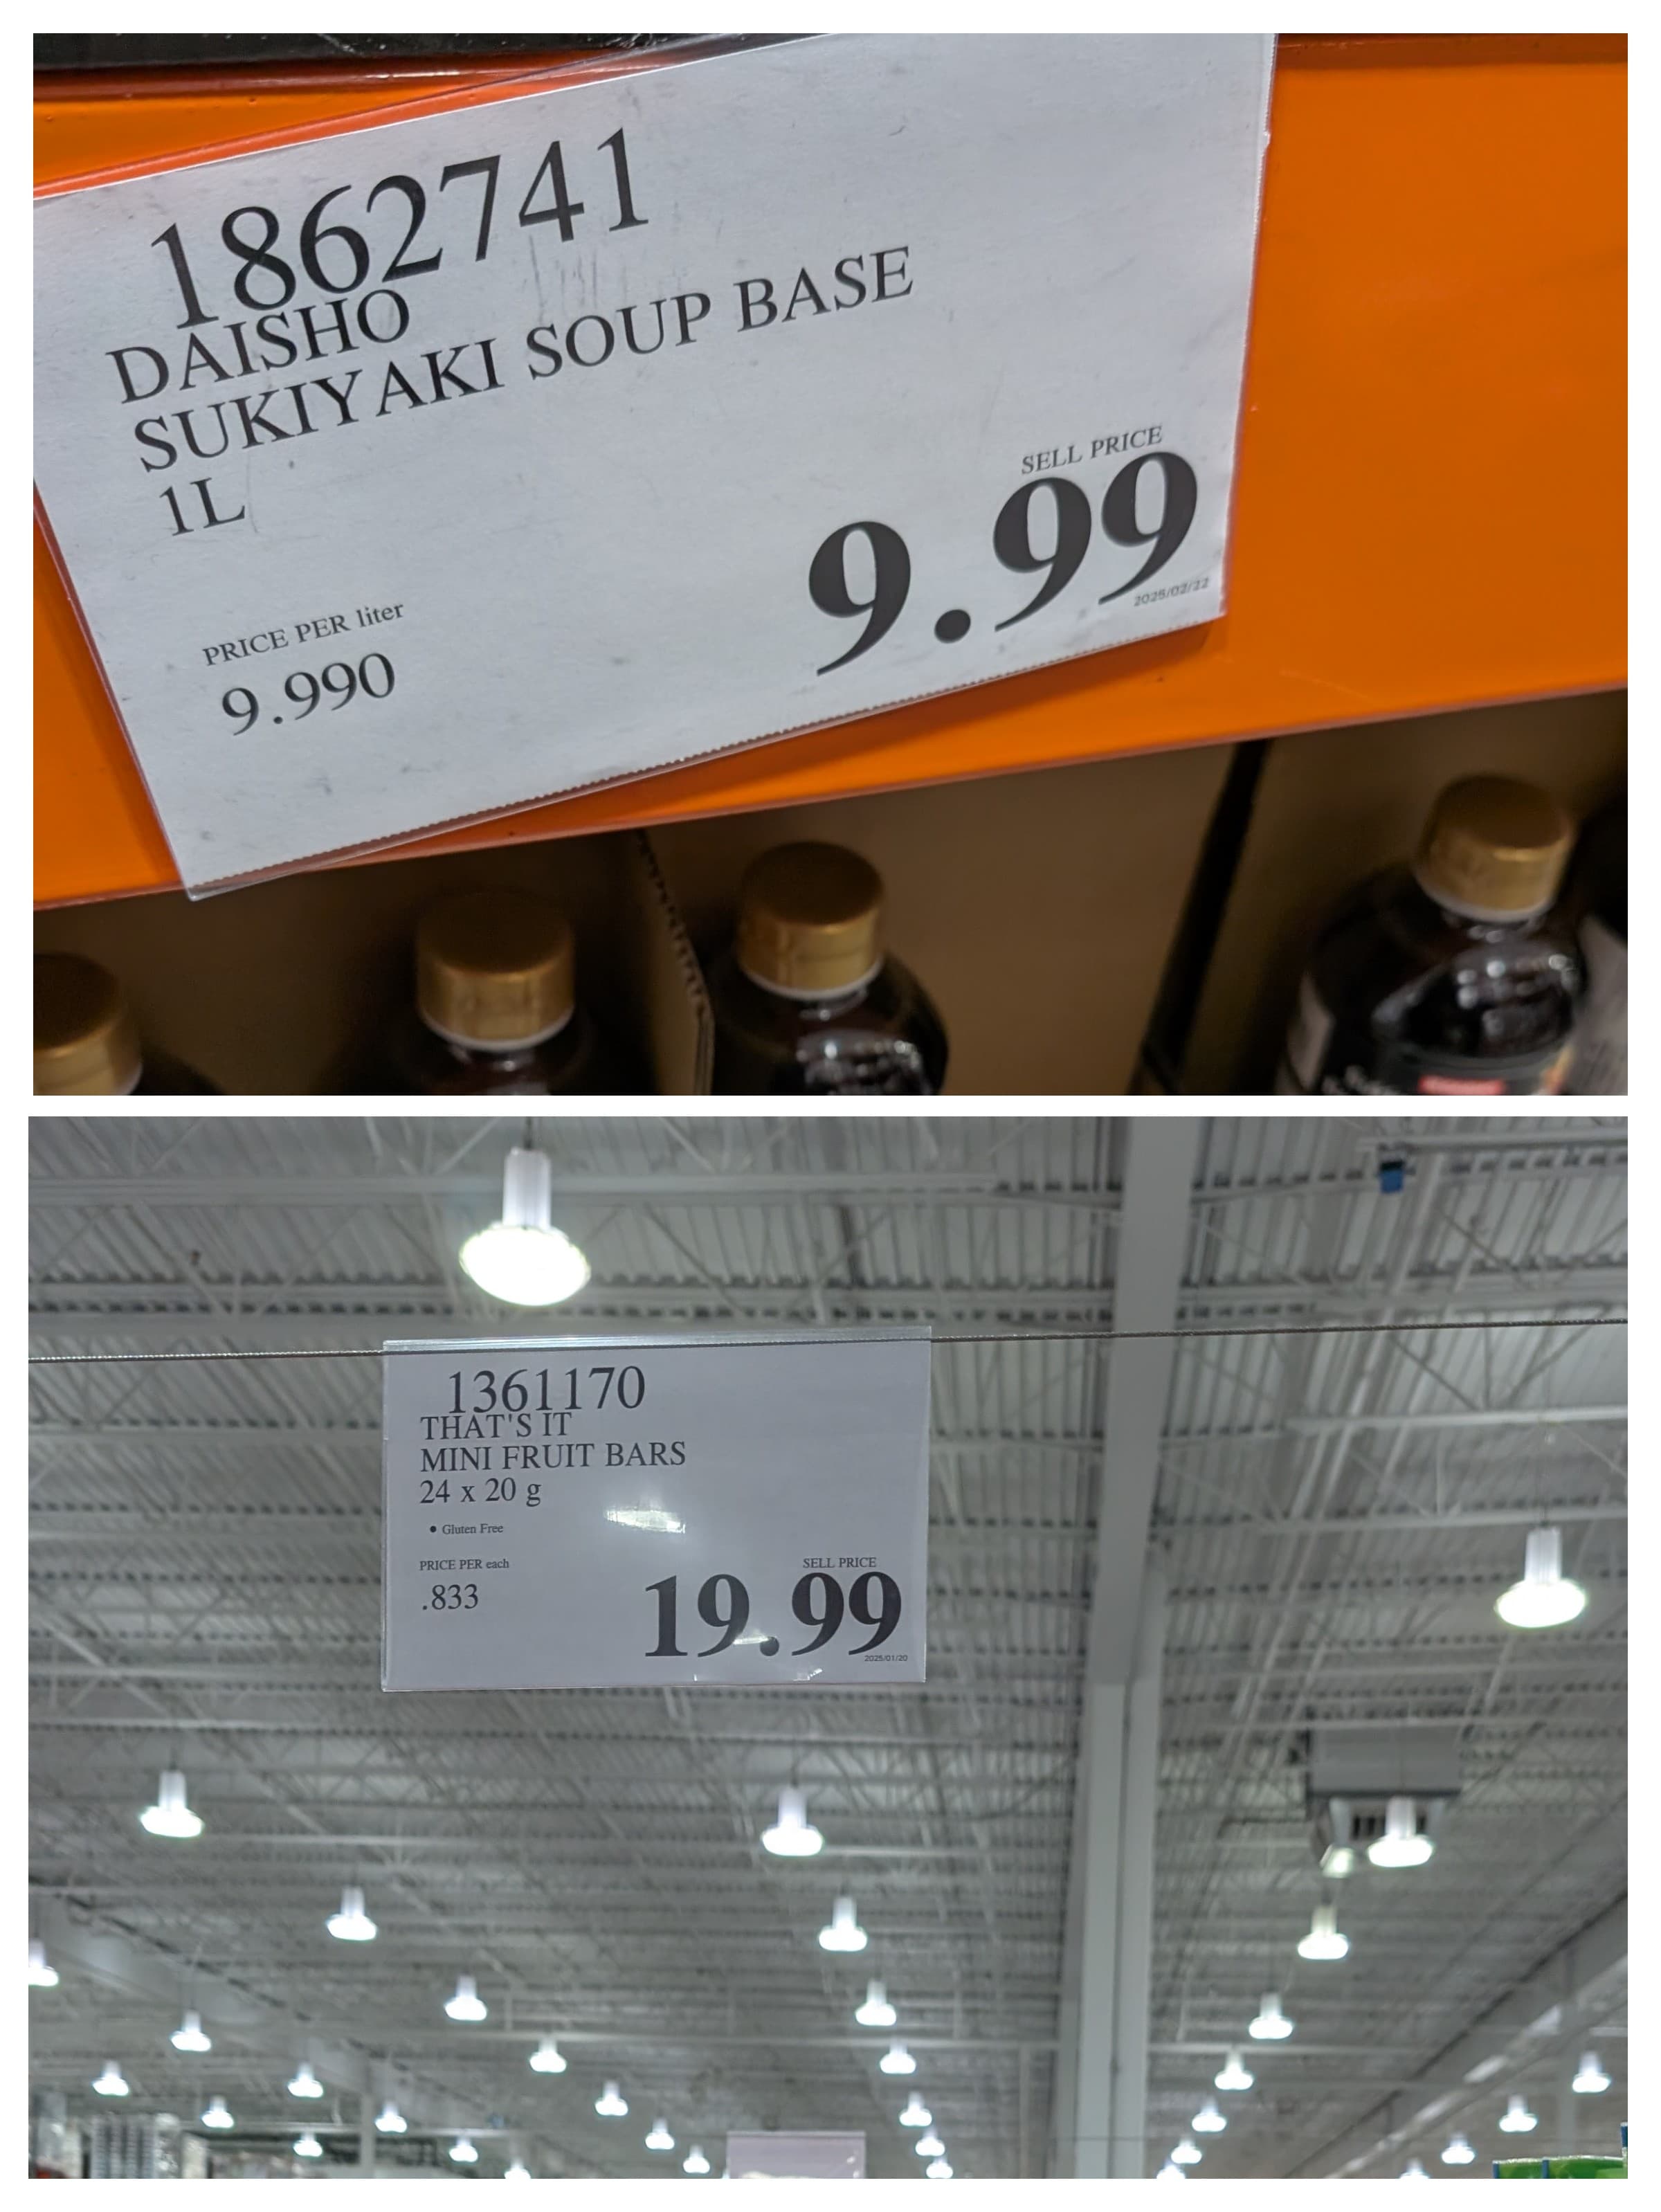 1862741
DAISHO
SUKIYAKI SOUP BASE
1L
SELL PRICE
9.99
2025/02/22
PRICE PER liter
9.990
1361170
THAT'S IT
MINI FRUIT BARS
24 x 20 g
• Gluten Free
PRICE PER each
.833
SELL PRICE
19.99
2025/01/20